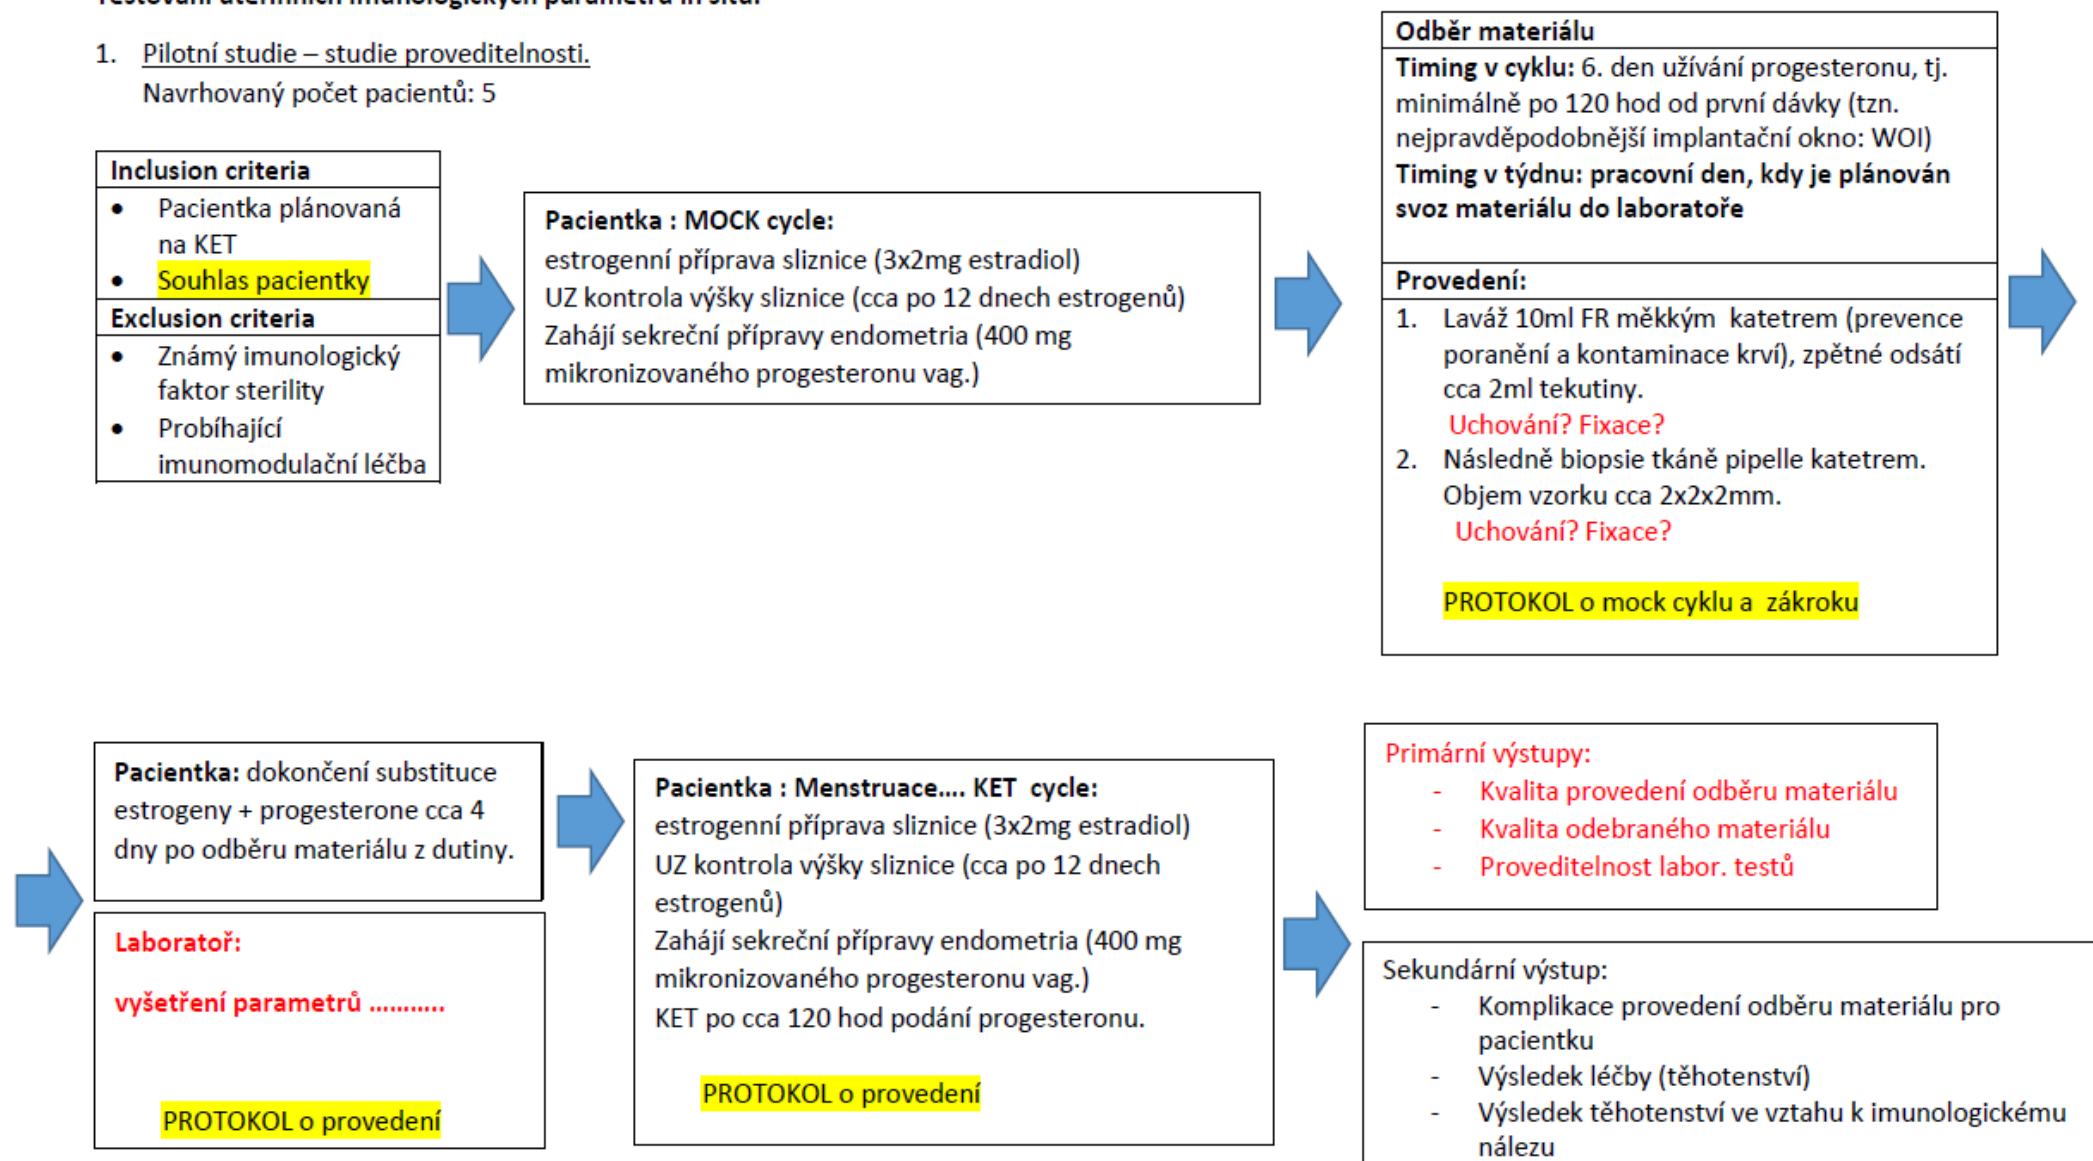 Testování uterinních imunologických parametrů in situ.
1. Pilotní studie – studie proveditelnosti.
Navrhovaný počet pacientů: 5
Inclusion criteria
• Pacientka plánovaná
na KET
• Souhlas pacientky
Exclusion criteria
• Známý imunologický
faktor sterility
• Probíhající
imunomodulační léčba
Pacientka : MOCK cycle:
estrogenní příprava sliznice (3x2mg estradiol)
UZ kontrola výšky sliznice (cca po 12 dnech estrogenů)
Zahájí sekreční přípravy endometria (400 mg
mikronizovaného progesteronu vag.)
Odběr materiálu
Timing v cyklu: 6. den užívání progesteronu, tj.
minimálně po 120 hod od první dávky (tzn.
nejpravděpodobnější implantační okno: WOI)
Timing v týdnu: pracovní den, kdy je plánován
svoz materiálu do laboratoře
Provedení:
1. Laváž 10ml FR měkkým katetrem (prevence
poranění a kontaminace krví), zpětné odsátí
cca 2ml tekutiny.
Uchování? Fixace?
2. Následně biopsie tkáně pipelle katetrem.
Objem vzorku cca 2x2x2mm.
Uchování? Fixace?
PROTOKOL o mock cyklu a zákroku
Pacientka: dokončení substituce
estrogeny + progesterone cca 4
dny po odběru materiálu z dutiny.
Laboratoř:
vyšetření parametrů ...........
PROTOKOL o provedení
Pacientka : Menstruace.... KET cycle:
estrogenní příprava sliznice (3x2mg estradiol)
UZ kontrola výšky sliznice (cca po 12 dnech
estrogenů)
Zahájí sekreční přípravy endometria (400 mg
mikronizovaného progesteronu vag.)
KET po cca 120 hod podání progesteronu.
PROTOKOL o provedení
Primární výstupy:
- Kvalita provedení odběru materiálu
- Kvalita odebraného materiálu
- Proveditelnost labor. testů
Sekundární výstup:
- Komplikace provedení odběru materiálu pro
pacientku
- Výsledek léčby (těhotenství)
- Výsledek těhotenství ve vztahu k imunologickému
nálezu